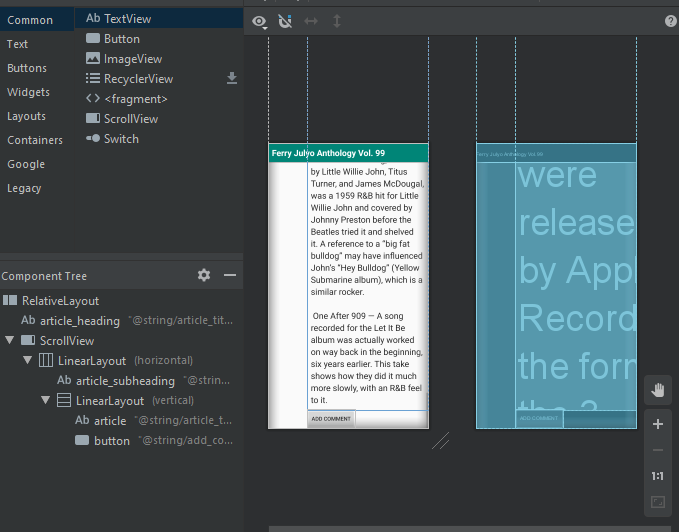 Common
Text
Buttons
Widgets
Layouts
Containers
Google
Legacy
Ab TextView
Button
ImageView
RecyclerView
<fragment>
ScrollView
Switch
Component Tree
RelativeLayout
Ab article_heading "@string/article_tit...
ScrollView
LinearLayout (horizontal)
Ab article_subheading "@strin...
LinearLayout (vertical)
Ab article "@string/article_t...
button "@string/add_co...
Ferry Julyo Anthology Vol. 99
by Little Willie John, Titus
Turner, and James McDougal,
was a 1959 R&B hit for Little
Willie John and covered by
Johnny Preston before the
Beatles tried it and shelved
it. A reference to a "big fat
bulldog" may have influenced
John's "Hey Bulldog" (Yellow
Submarine album), which is a
similar rocker.
One After 909 — A song
recorded for the Let It Be
album was actually worked
on way back in the beginning,
six years earlier. This take
shows how they did it much
more slowly, with an R&B feel
to it.
ADD COMMENT
Ferry Julyo Anthology Vol. 99
were
release
by Appl
Record
the forn
the 3
ADD COMMENT
1:1
?